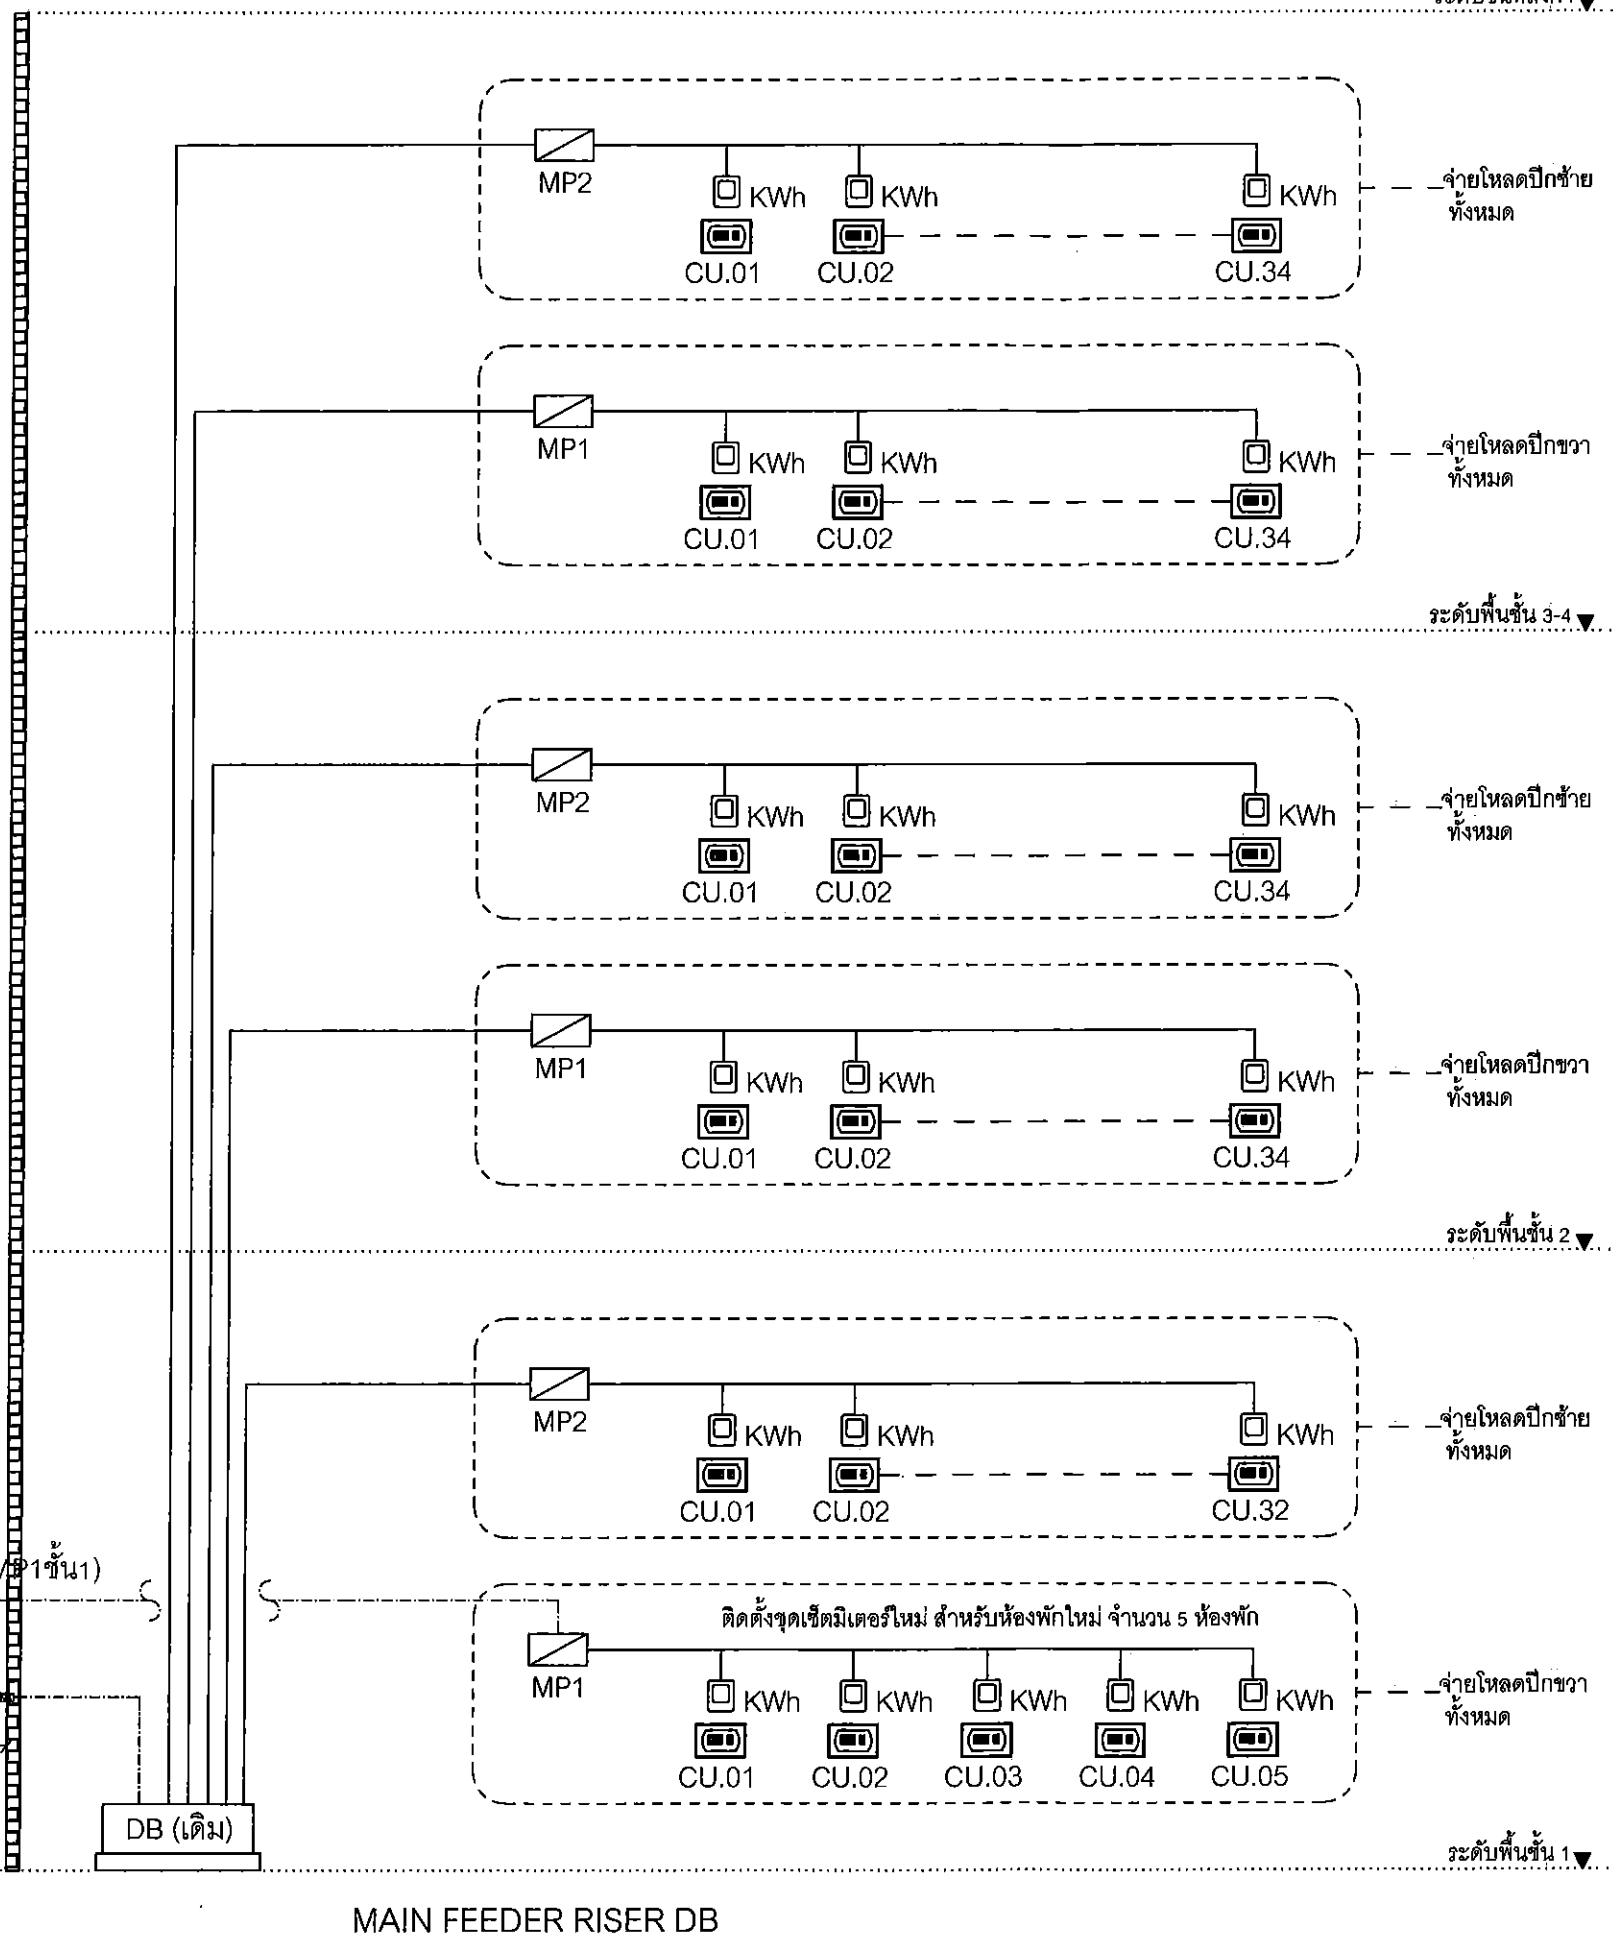 MP2
KWh KWh KWh
CU.01 CU.02 CU.34
จ่ายโหลดปีกซ้าย
ทั้งหมด
MP1
KWh KWh KWh
CU.01 CU.02 CU.34
จ่ายโหลดปีกขวา
ทั้งหมด
ระดับพื้นชั้น 3-4
MP2
KWh KWh KWh
CU.01 CU.02 CU.34
จ่ายโหลดปีกซ้าย
ทั้งหมด
MP1
KWh KWh KWh
CU.01 CU.02 CU.34
จ่ายโหลดปีกขวา
ทั้งหมด
ระดับพื้นชั้น 2
MP2
KWh KWh KWh
CU.01 CU.02 CU.32
จ่ายโหลดปีกซ้าย
ทั้งหมด
P1ชั้น1)
ติดตั้งชุดเซ็ตมิเตอร์ใหม่ สำหรับห้องพักใหม่ จำนวน 5 ห้องพัก
MP1
KWh KWh KWh KWh KWh
CU.01 CU.02 CU.03 CU.04 CU.05
จ่ายโหลดปีกขวา
ทั้งหมด
DB (เดิม)
ระดับพื้นชั้น 1
MAIN FEEDER RISER DB